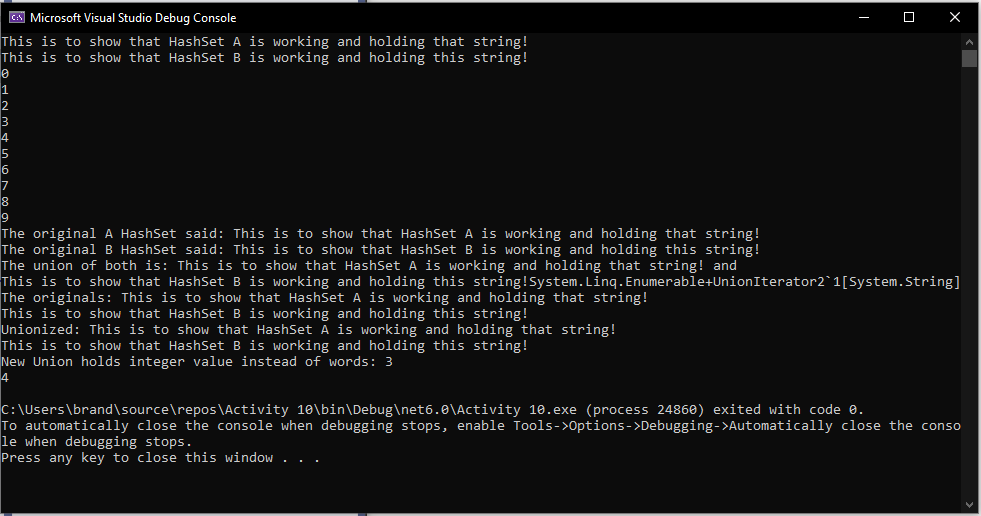 Microsoft Visual Studio Debug Console
This is to show that HashSet A is working and holding that string!
This is to show that HashSet B is working and holding this string!
0
1
2
3
4
5
6
7
8
9
The original A HashSet said: This is to show that HashSet A is working and holding that string!
The original B HashSet said: This is to show that HashSet B is working and holding this string!
The union of both is: This is to show that HashSet A is working and holding that string! and
This is to show that HashSet B is working and holding this string!System.Linq.Enumerable+UnionIterator2`1[System.String]
The originals: This is to show that HashSet A is working and holding that string!
This is to show that HashSet B is working and holding this string!
Unionized: This is to show that HashSet A is working and holding that string!
This is to show that HashSet B is working and holding this string!
New Union holds integer value instead of words: 3
4
C:\Users\brand\source\repos\Activity 10\bin\Debug\net6.0\Activity 10.exe (process 24860) exited with code 0.
To automatically close the console when debugging stops, enable Tools->Options->Debugging->Automatically close the conso
le when debugging stops.
Press any key to close this window . . .